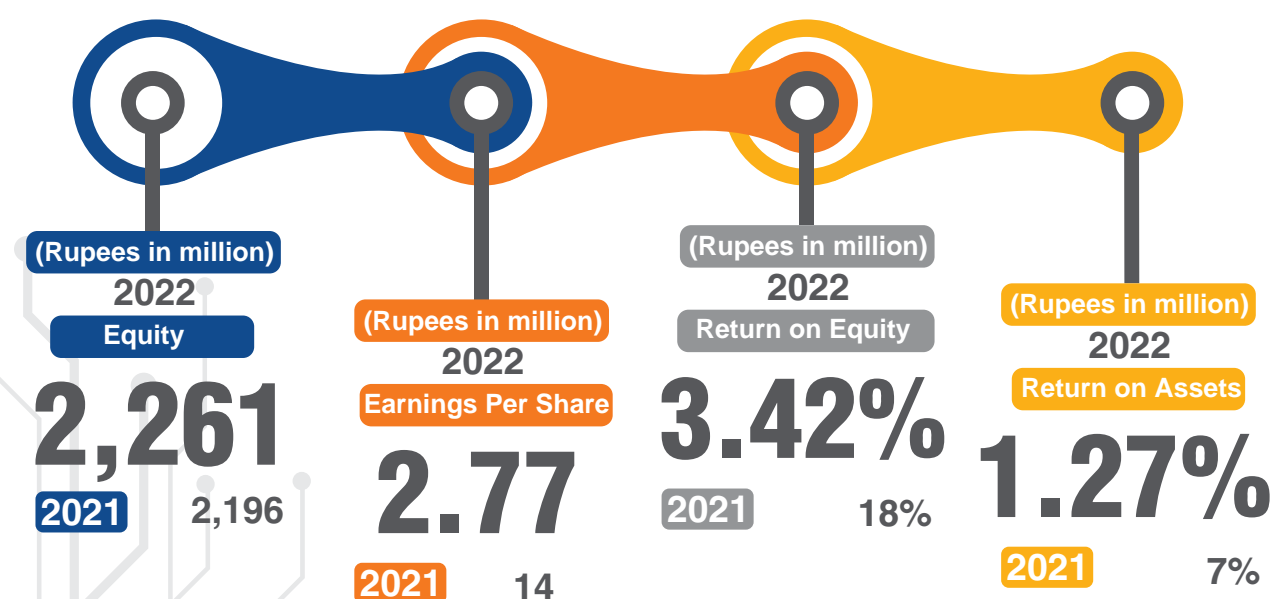 (Rupees in million)
2022
Equity
2,261
2021 2,196
(Rupees in million)
2022
Earnings Per Share
2.77
2021 14
(Rupees in million)
2022
Return on Equity
3.42%
2021 18%
(Rupees in million)
2022
Return on Assets
1.27%
2021 7%